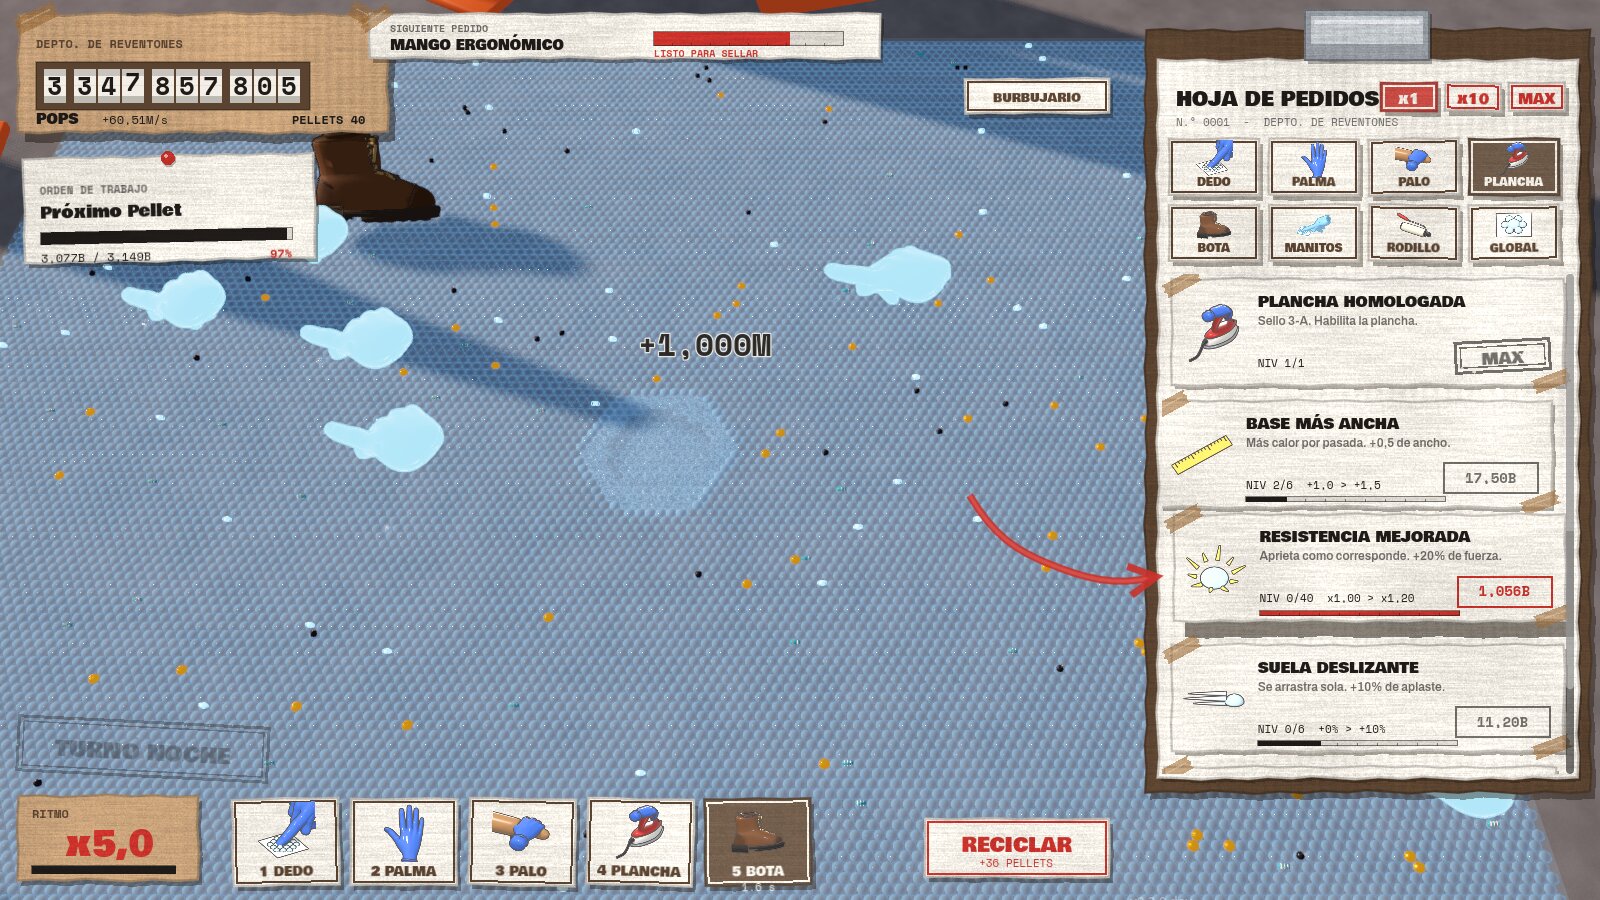 DEPTO. DE REVENTONES
3 347 857 805
POPS +60,51M/s PELLETS 40
SIGUIENTE PEDIDO
MANGO ERGONÓMICO
LISTO PARA SELLAR
BURBUJARIO
ORDEN DE TRABAJO
Próximo Pellet
3,077B / 3,149B 97%
+1,000M
HOJA DE PEDIDOS x1 x10 MAX
N.° 0001 - DEPTO. DE REVENTONES
DEDO PALMA PALO PLANCHA
BOTA MANITOS RODILLO GLOBAL
PLANCHA HOMOLOGADA
Sello 3-A. Habilita la plancha.
NIV 1/1 MAX
BASE MÁS ANCHA
Más calor por pasada. +0,5 de ancho.
NIV 2/6 +1,0 > +1,5 17,50B
RESISTENCIA MEJORADA
Aprieta como corresponde. +20% de fuerza.
NIV 0/40 x1,00 > x1,20 1,056B
SUELA DESLIZANTE
Se arrastra sola. +10% de aplaste.
NIV 0/6 +0% > +10% 11,20B
TURNO NOCHE
RITMO
x5,0
1 DEDO 2 PALMA 3 PALO 4 PLANCHA 5 BOTA
1.6 s
RECICLAR
+36 PELLETS